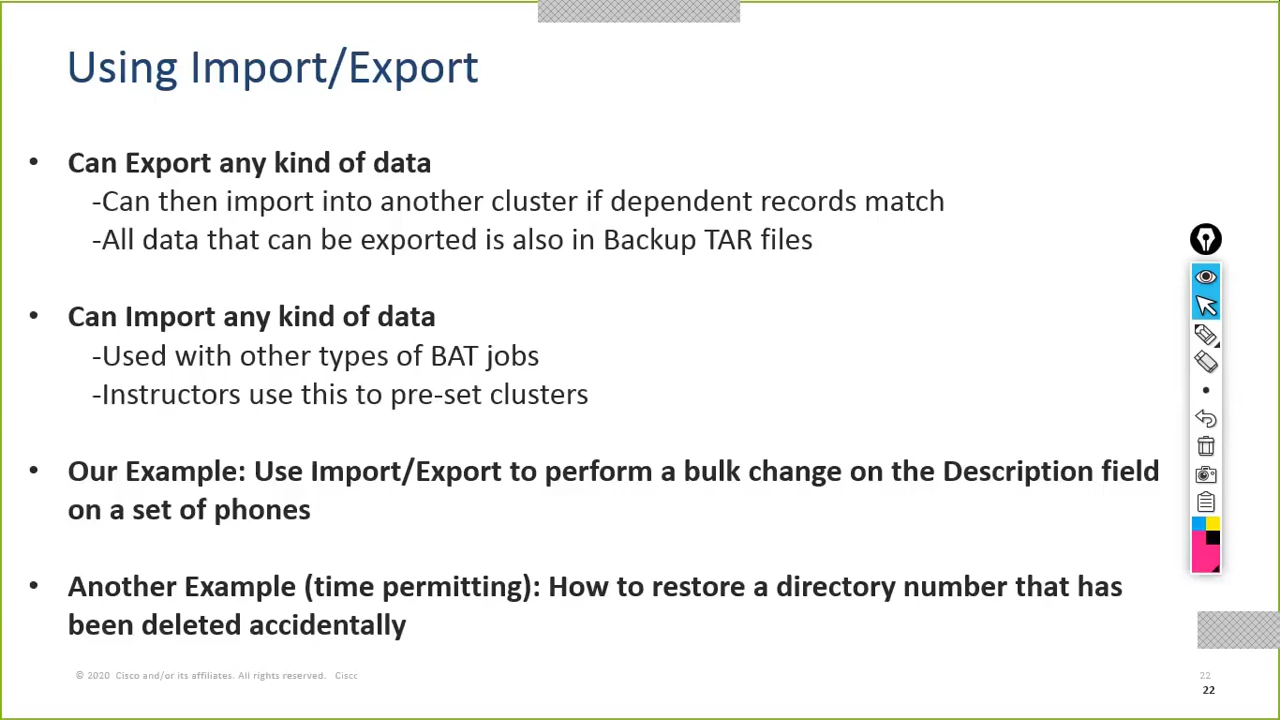 Using Import/Export
• Can Export any kind of data
-Can then import into another cluster if dependent records match
-All data that can be exported is also in Backup TAR files
• Can Import any kind of data
-Used with other types of BAT jobs
-Instructors use this to pre-set clusters
• Our Example: Use Import/Export to perform a bulk change on the Description field
on a set of phones
• Another Example (time permitting): How to restore a directory number that has
been deleted accidentally
© 2020 Cisco and/or its affiliates. All rights reserved. Cisco
22
22